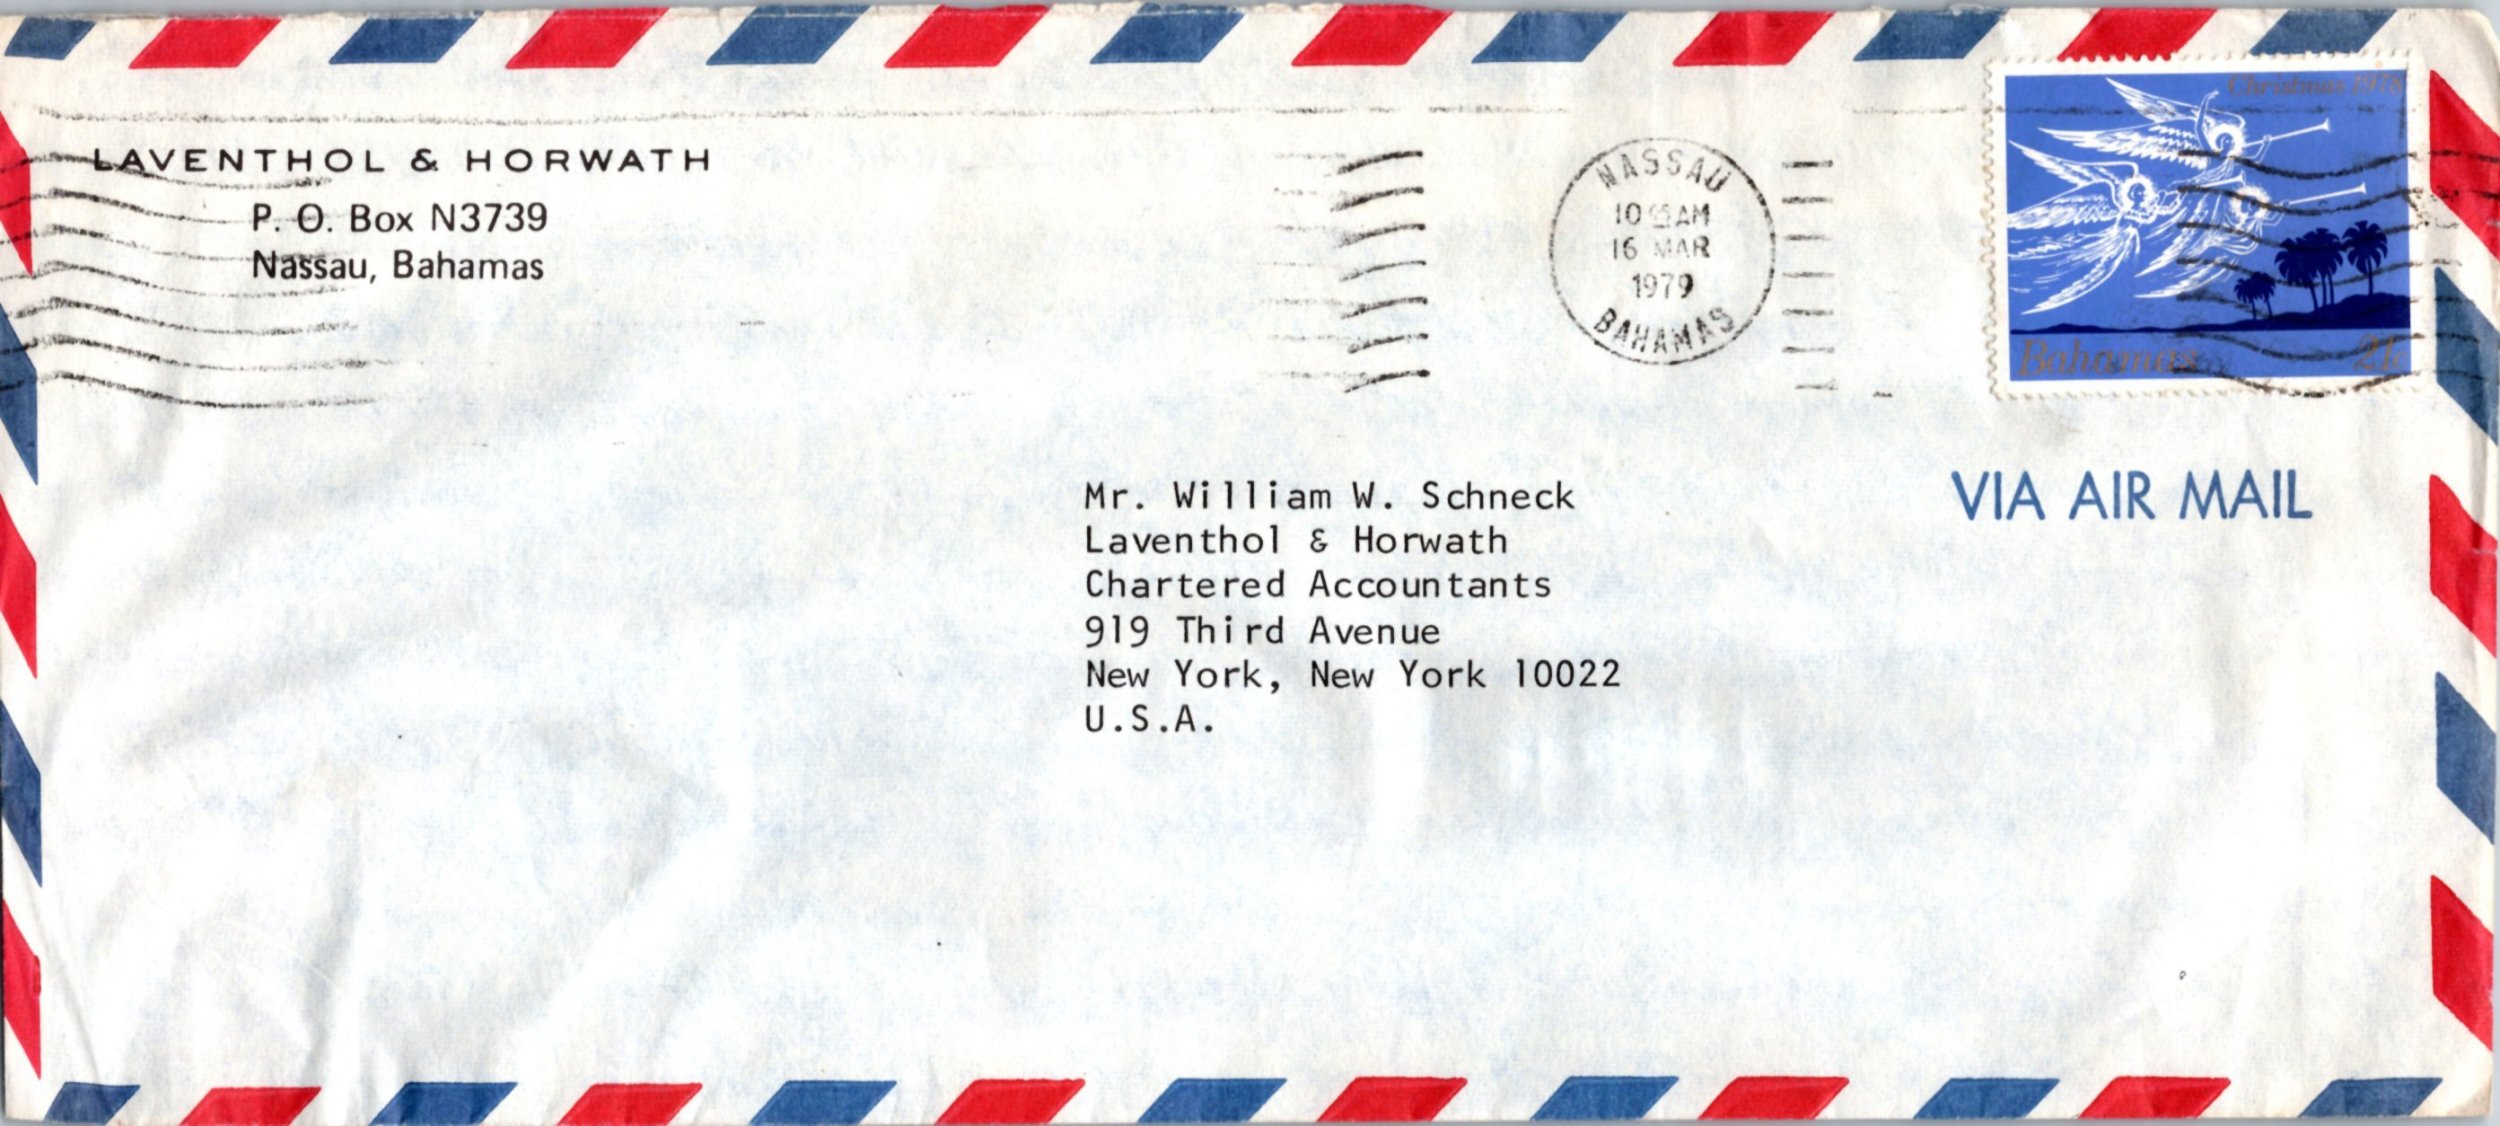 LAVENTHOL & HORWATH
P. O. Box N3739
Nassau, Bahamas
NASSAU
10 AM
16 MAR
1979
BAHAMAS
Christmas 1978
Bahamas 21c
VIA AIR MAIL
Mr. William W. Schneck
Laventhol & Horwath
Chartered Accountants
919 Third Avenue
New York, New York 10022
U.S.A.